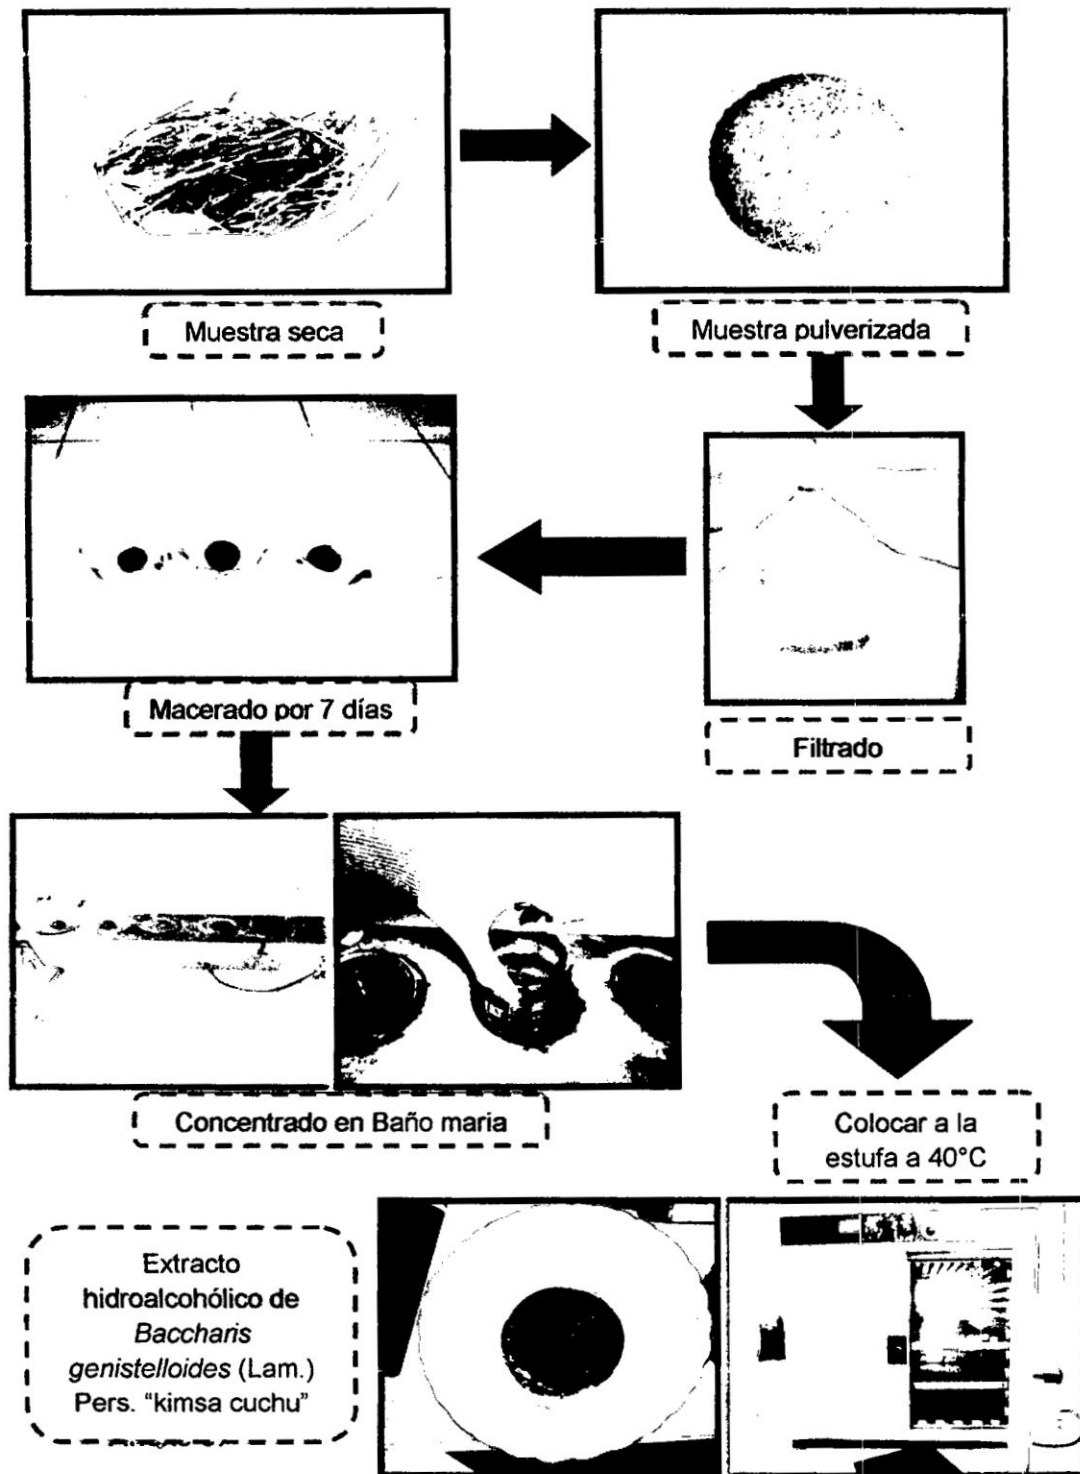 Muestra seca
Muestra pulverizada
Filtrado
Macerado por 7 días
Concentrado en Baño maria
Colocar a la
estufa a 40°C
Extracto
hidroalcohólico de
Baccharis
genistelloides (Lam.)
Pers. "kimsa cuchu"